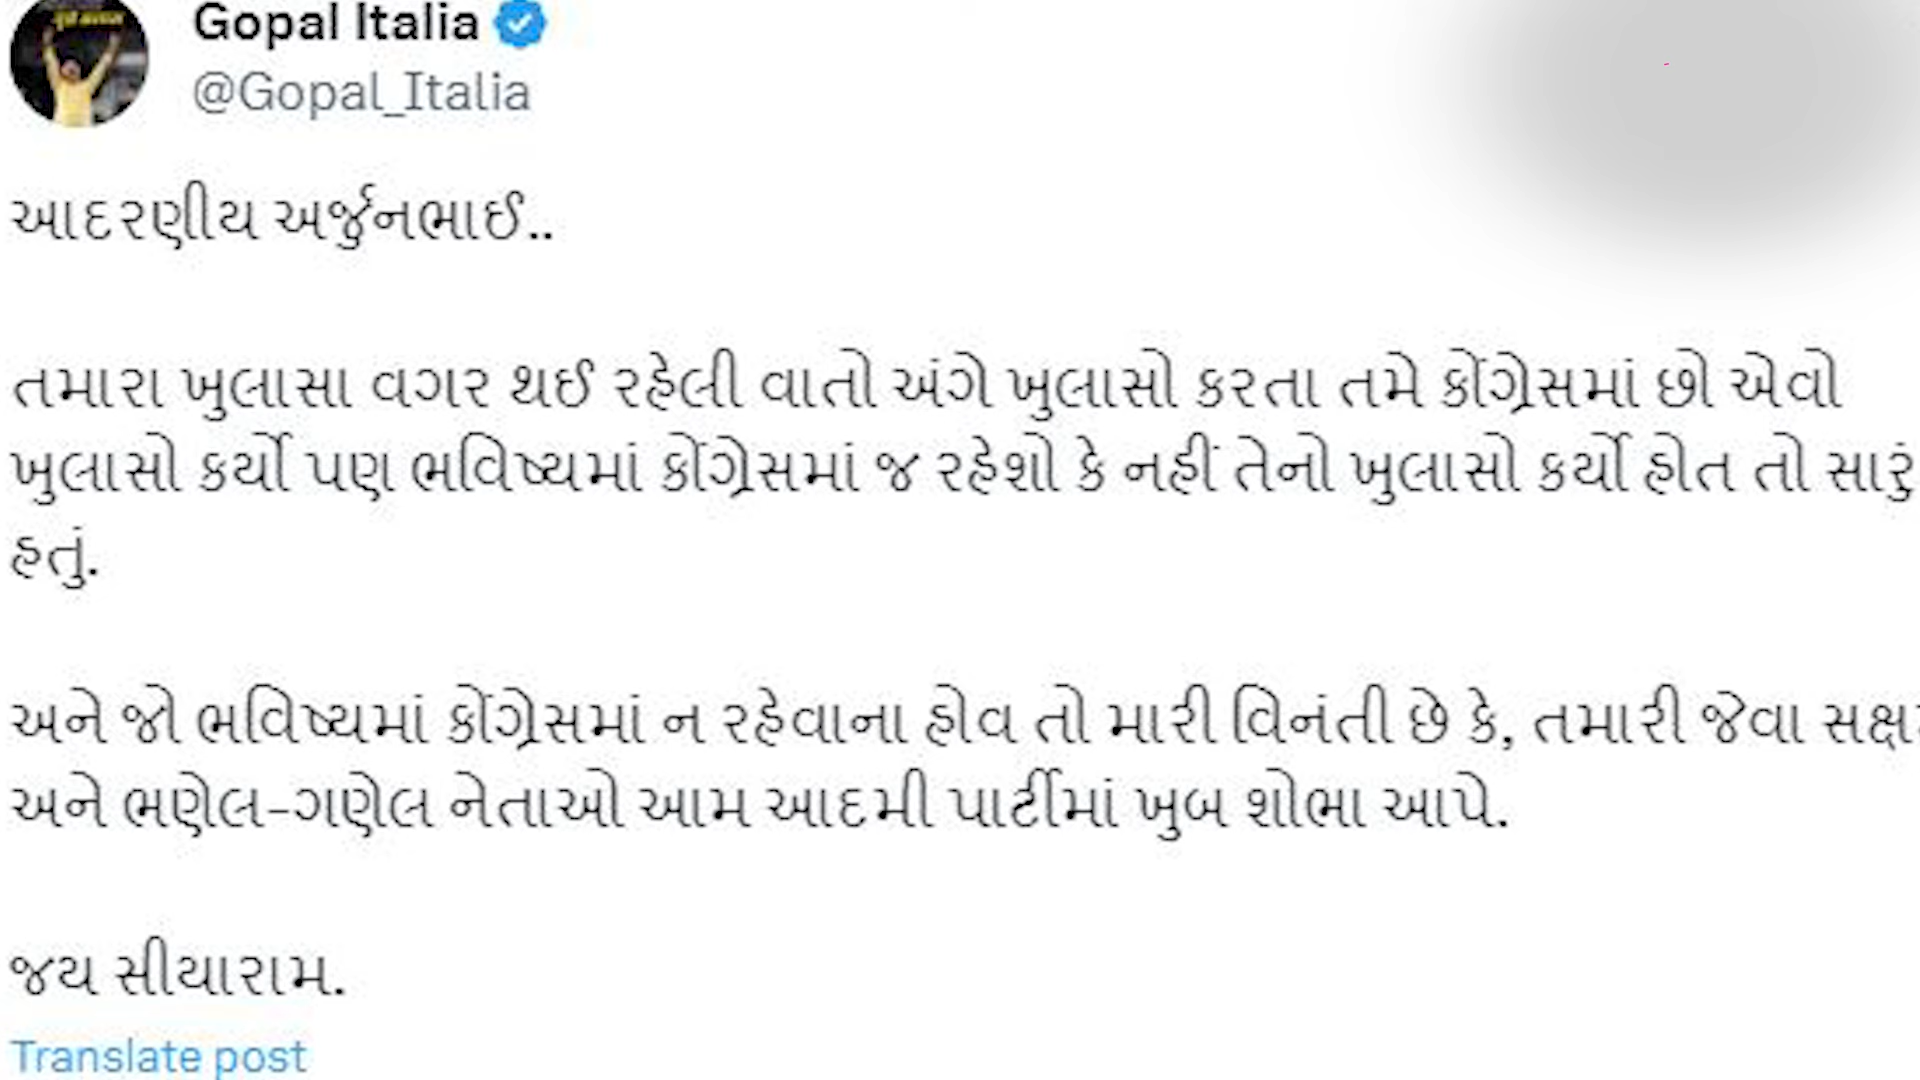 Gopal Italia
@Gopal_Italia
આદરણીય અર્જુનભાઈ..
તમારા ખુલાસા વગર થઈ રહેલી વાતો અંગે ખુલાસો કરતા તમે કોંગ્રેસમાં છો એવો
ખુલાસો કર્યો પણ ભવિષ્યમાં કોંગ્રેસમાં જ રહેશો કે નહીં તેનો ખુલાસો કર્યો હોત તો સારું
હતું.
અને જો ભવિષ્યમાં કોંગ્રેસમાં ન રહેવાના હોવ તો મારી વિનંતી છે કે, તમારી જેવા
અને ભણેલ-ગણેલ નેતાઓ આમ આદમી પાર્ટીમાં ખુબ શોભા આપે.
જય સીયારામ.
Translate post